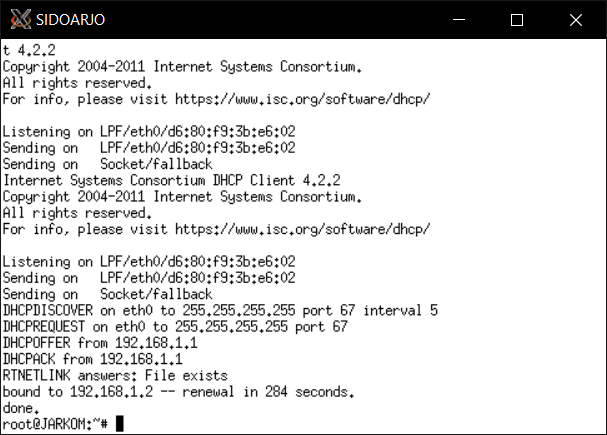 SIDOARJO
t 4.2.2
Copyright 2004-2011 Internet Systems Consortium.
All rights reserved.
For info, please visit https://www.isc.org/software/dhcp/
Listening on LPF/eth0/d6:80:f9:3b:e6:02
Sending on   LPF/eth0/d6:80:f9:3b:e6:02
Sending on   Socket/fallback
Internet Systems Consortium DHCP Client 4.2.2
Copyright 2004-2011 Internet Systems Consortium.
All rights reserved.
For info, please visit https://www.isc.org/software/dhcp/
Listening on LPF/eth0/d6:80:f9:3b:e6:02
Sending on   LPF/eth0/d6:80:f9:3b:e6:02
Sending on   Socket/fallback
DHCPDISCOVER on eth0 to 255.255.255.255 port 67 interval 5
DHCPREQUEST on eth0 to 255.255.255.255 port 67
DHCPOFFER from 192.168.1.1
DHCPACK from 192.168.1.1
RTNETLINK answers: File exists
bound to 192.168.1.2 -- renewal in 284 seconds.
done.
root@JARKOM:~#